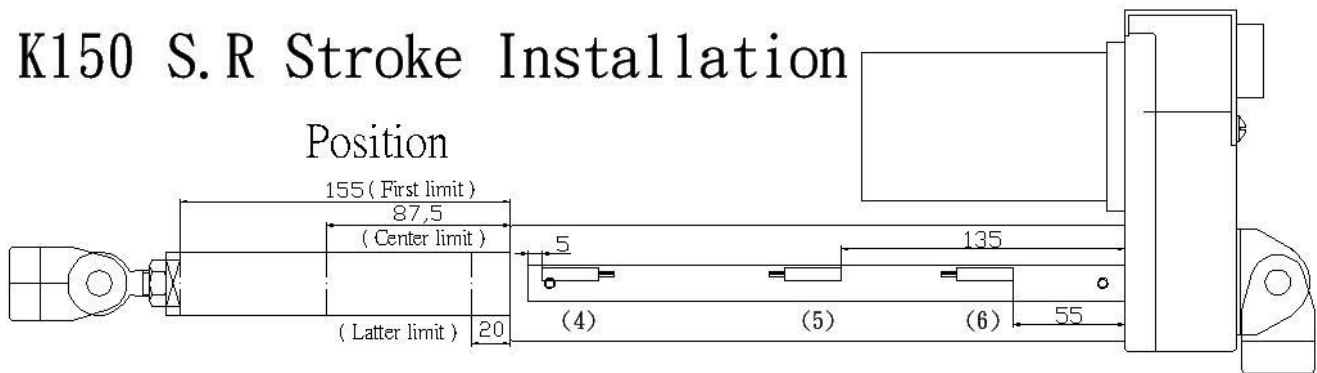 K150 S.R Stroke Installation
Position
155 ( First limit )
87,5
( Center limit )
5
135
(4)
(5)
(6)
( Latter limit )
20
55